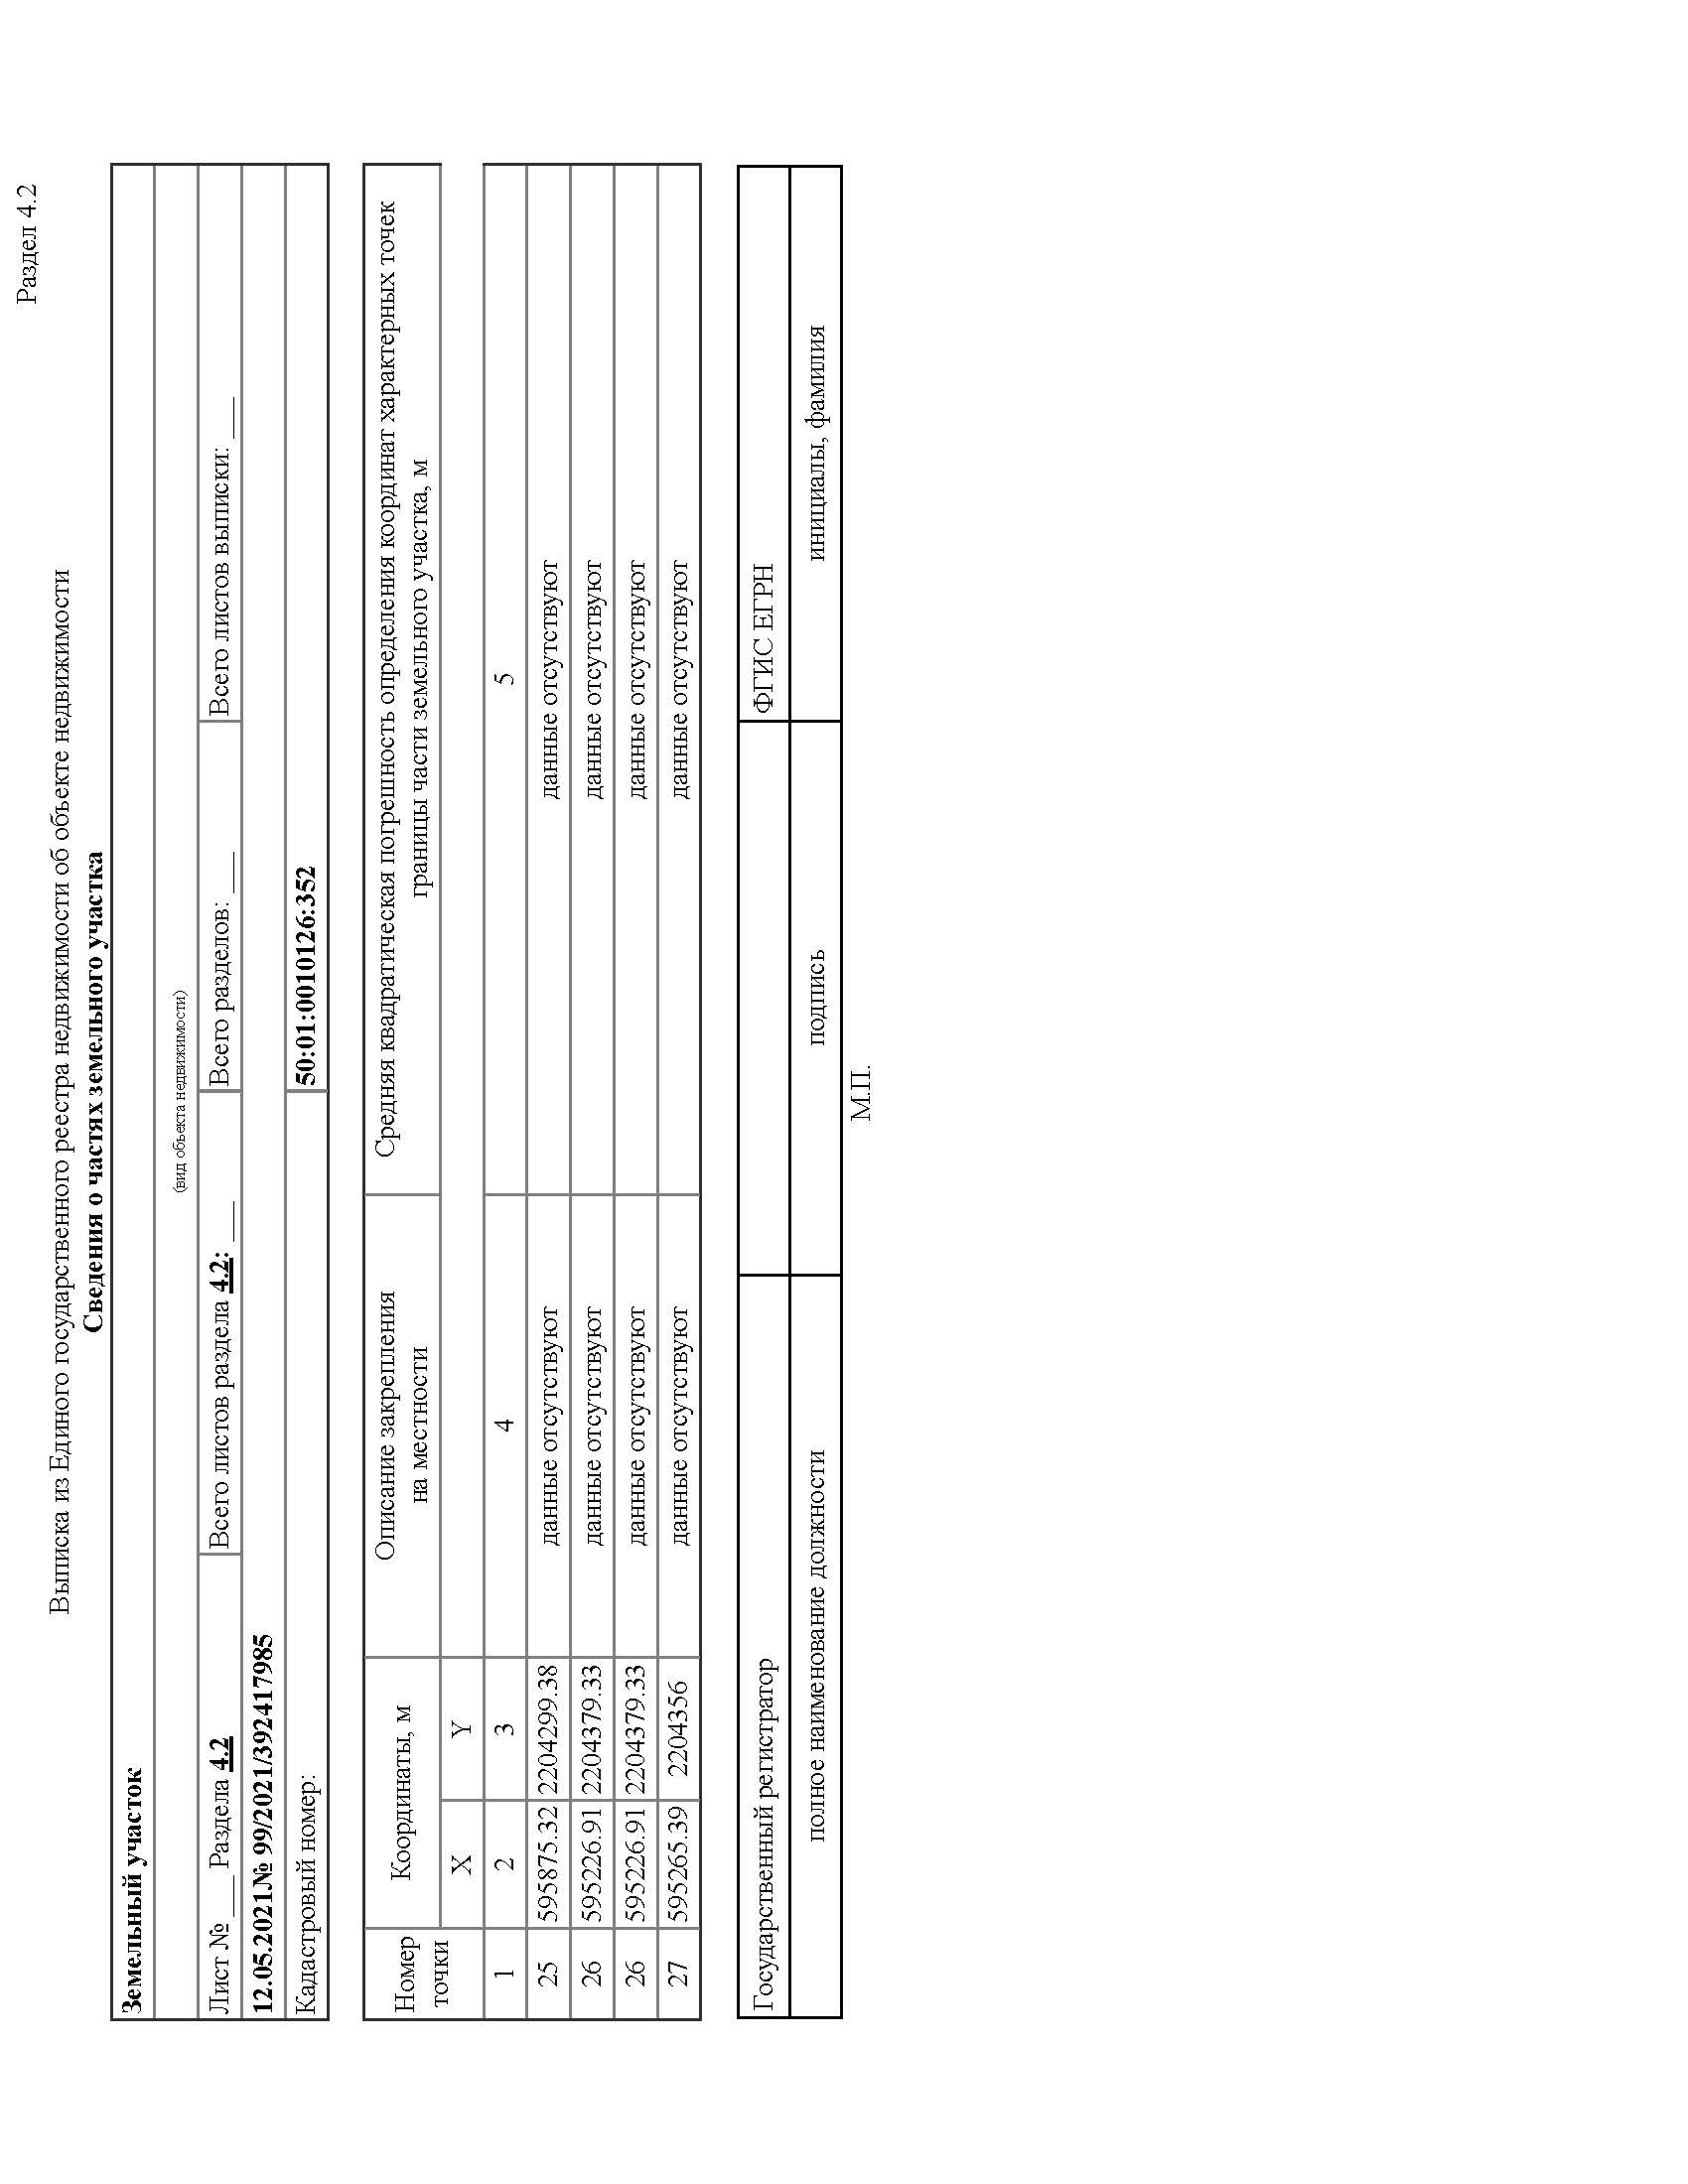 Раздел 4.2
Выписка из Единого государственного реестра недвижимости об объекте недвижимости
Сведения о частях земельного участка
Земельный участок
(вид объекта недвижимости)
Лист № ___ Раздела 4.2 Всего листов раздела 4.2: ___ Всего разделов: ___ Всего листов выписки: ___
12.05.2021№ 99/2021/392417985
Кадастровый номер: 50:01:0010126:352
Номер точки Координаты, м Описание закрепления на местности Средняя квадратическая погрешность определения координат характерных точек границы части земельного участка, м
X Y
1 2 3 4 5
25 595875.32 2204299.38 данные отсутствуют данные отсутствуют
26 595226.91 2204379.33 данные отсутствуют данные отсутствуют
26 595226.91 2204379.33 данные отсутствуют данные отсутствуют
27 595265.39 2204356 данные отсутствуют данные отсутствуют
Государственный регистратор ФГИС ЕГРН
полное наименование должности подпись инициалы, фамилия
М.П.